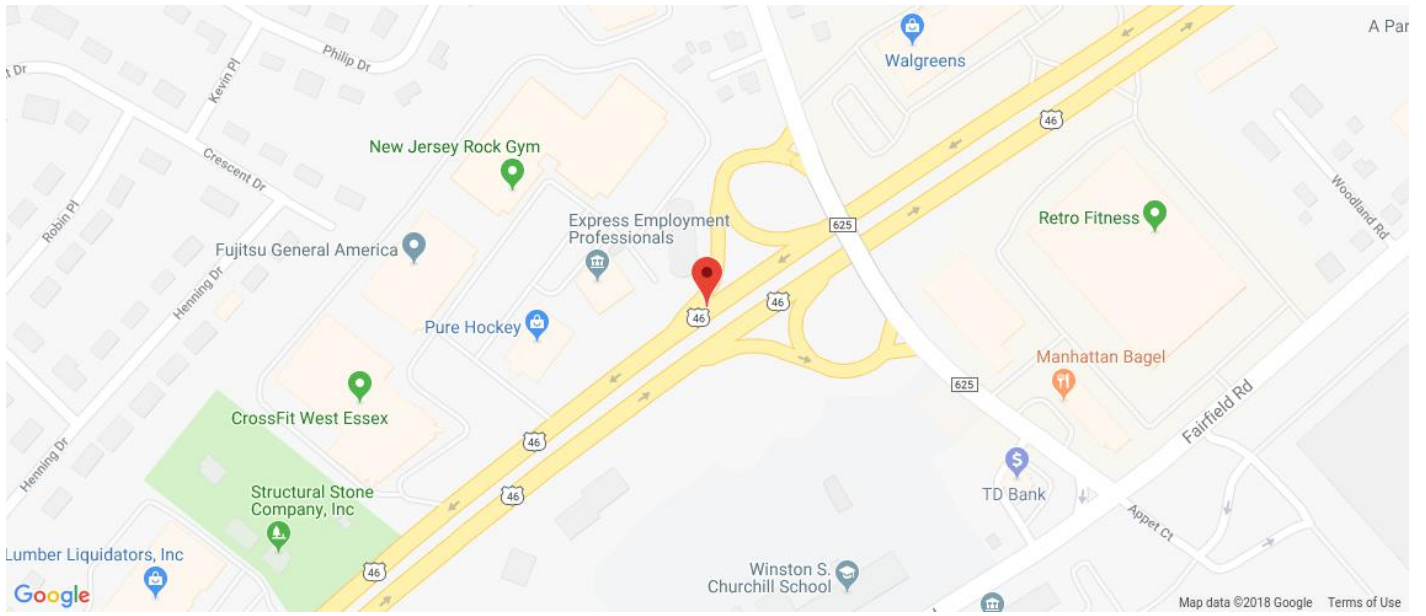 Philip Dr
Kevin Pl
Walgreens
A Par
t Dr
46
New Jersey Rock Gym
46
Crescent Dr
Woodland Rd
Robin Pl
Express Employment
Professionals
625
Retro Fitness
Fujitsu General America
Henning Dr
46
46
Pure Hockey
Manhattan Bagel
625
CrossFit West Essex
Fairfield Rd
46
Henning Dr
46
Structural Stone
Company, Inc
TD Bank
Appet Ct
Lumber Liquidators, Inc
46
Winston S.
Churchill School
Google
Map data ©2018 Google
Terms of Use